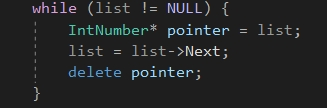 while (list != NULL) {
IntNumber* pointer = list;
list = list->Next;
delete pointer;
}